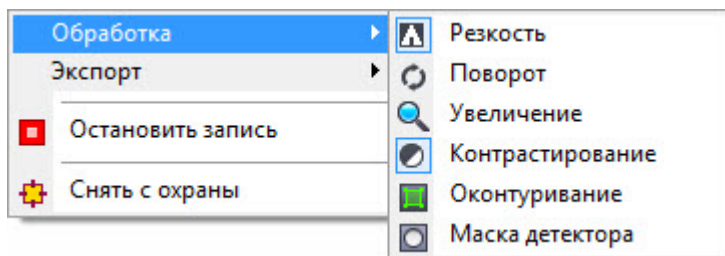 Обработка
Экспорт
Остановить запись
Снять с охраны
Резкость
Поворот
Увеличение
Контрастирование
Оконтуривание
Маска детектора